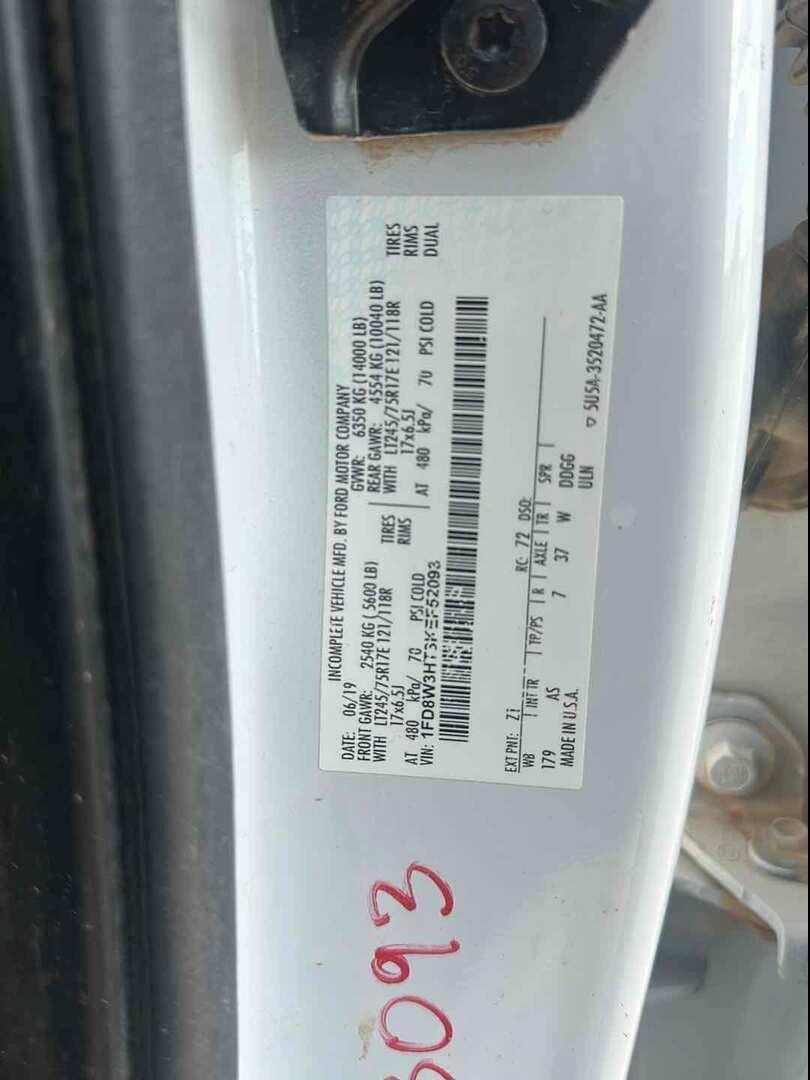 INCOMPLETE VEHICLE MFD. BY FORD MOTOR COMPANY
DATE: 06/19 GVWR: 6350 KG (14000 LB)
FRONT GAWR: 2540 KG ( 5600 LB) REAR GAWR: 4554 KG (10040 LB)
WITH LT245/75R17E 121/118R TIRES WITH LT245/75R17E 121/118R TIRES
17x6.5J RIMS 17x6.5J RIMS
AT 480 kPa/ 70 PSI COLD AT 480 kPa/ 70 PSI COLD DUAL
VIN: 1FD8W3HT3KEF52093
EXT PNT: Z1 RC: 72 DSO:
WB INT TR TP/PS R AXLE TR SPR
179 AS 7 37 W DDGG
MADE IN U.S.A. ULN
5U5A-3520472-AA
093